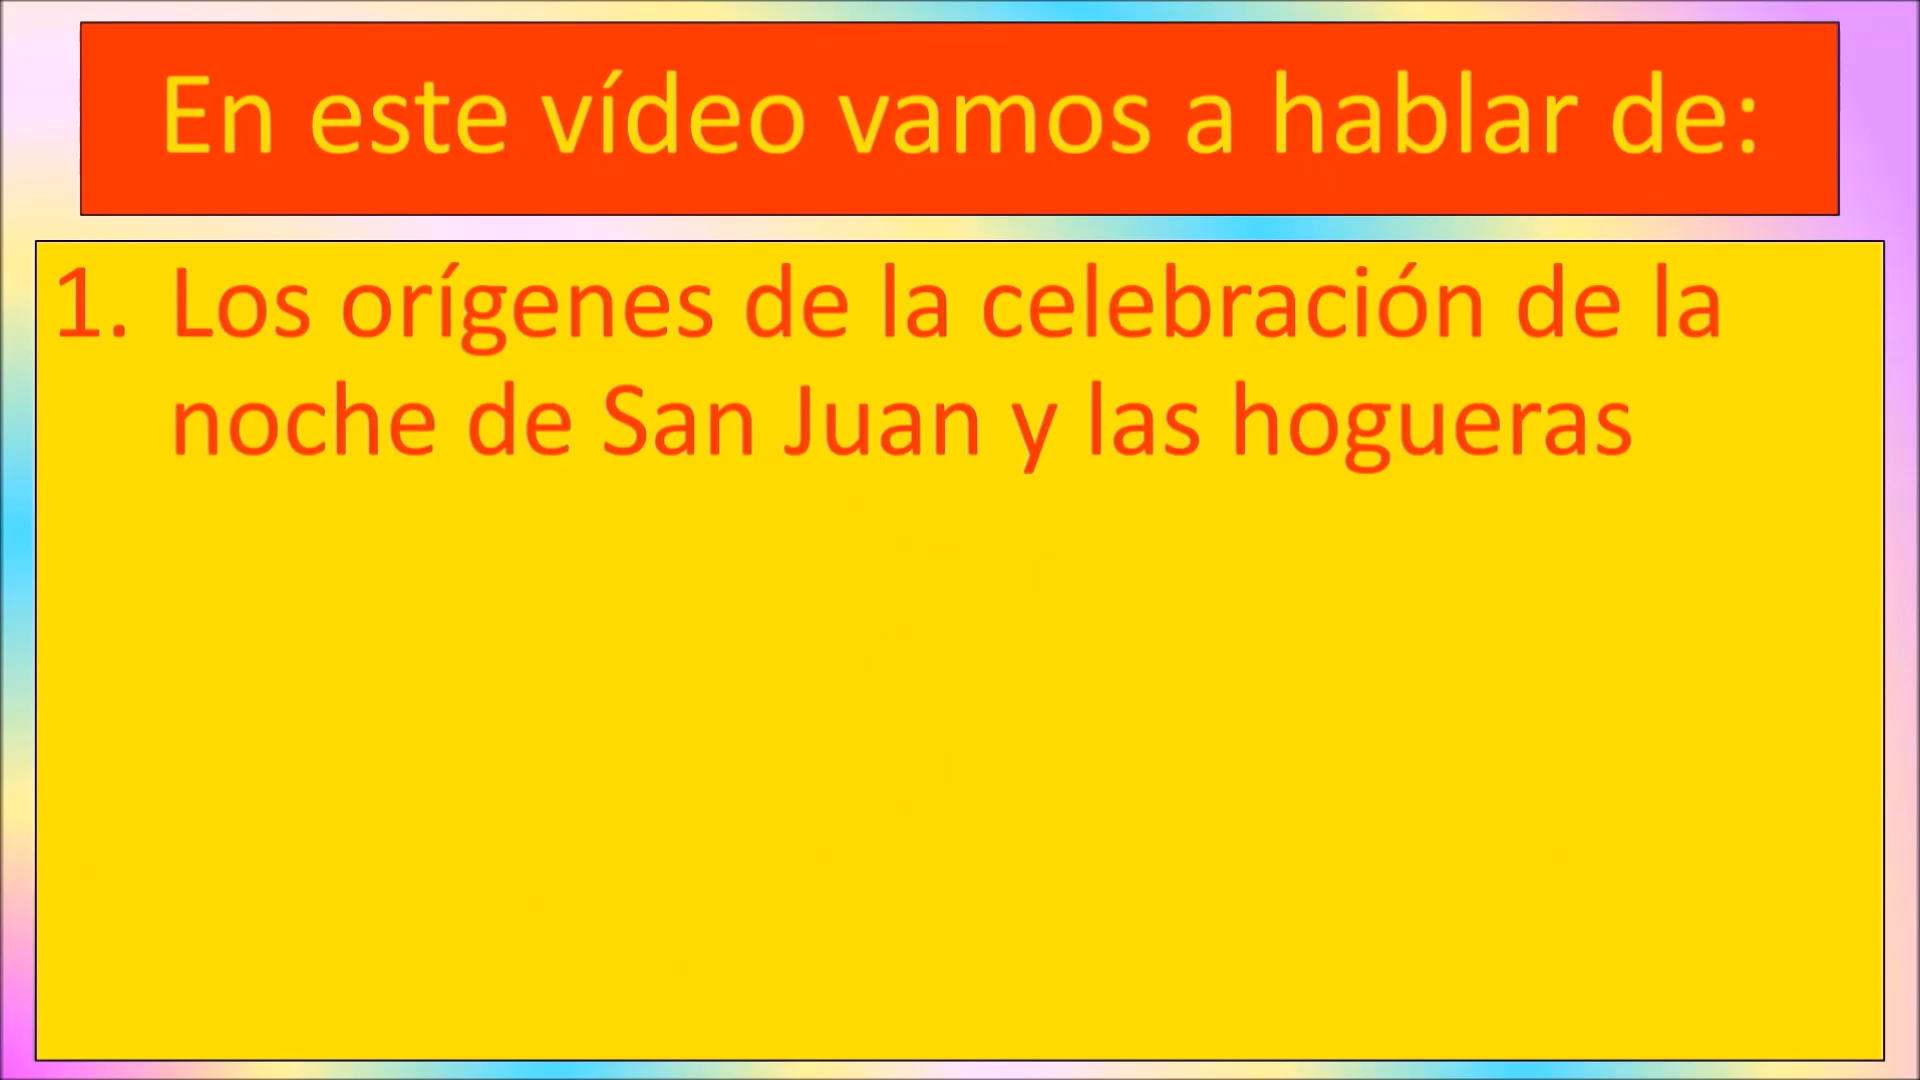 En este vídeo vamos a hablar de:
1. Los orígenes de la celebración de la
noche de San Juan y las hogueras